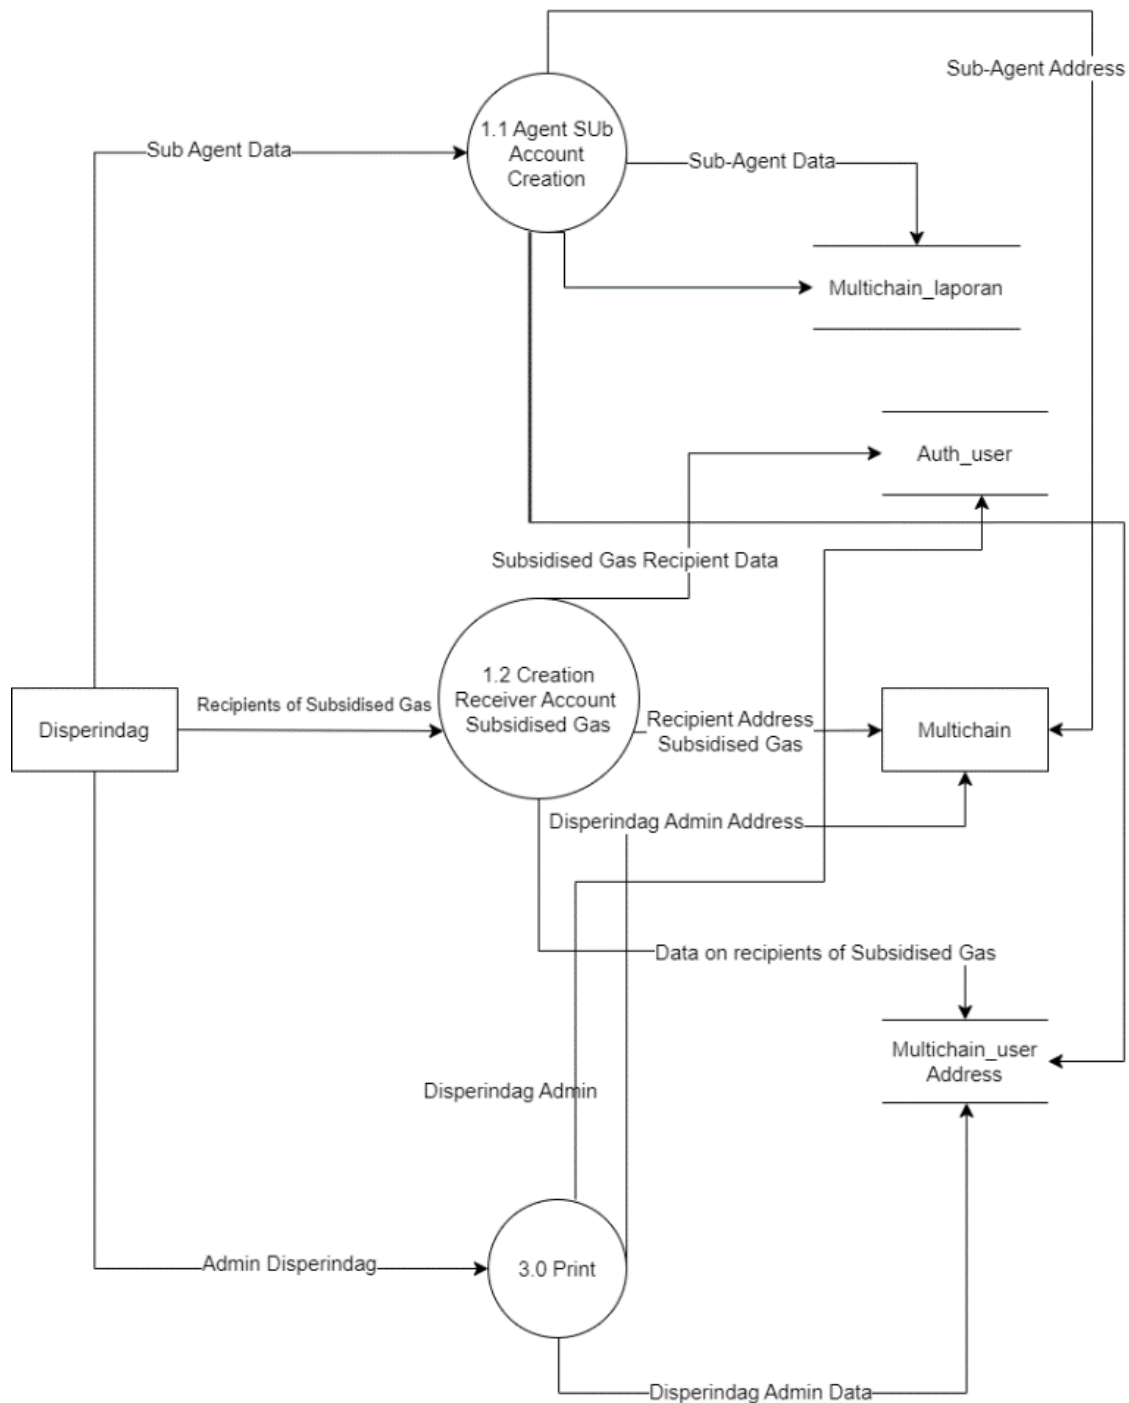 Sub-Agent Address
1.1 Agent SUb
Account
Creation
Sub Agent Data
Sub-Agent Data
Multichain_laporan
Auth_user
Subsidised Gas Recipient Data
1.2 Creation
Receiver Account
Subsidised Gas
Recipients of Subsidised Gas
Disperindag
Recipient Address
Subsidised Gas
Multichain
Disperindag Admin Address
Data on recipients of Subsidised Gas
Multichain_user
Address
Disperindag Admin
Admin Disperindag
3.0 Print
Disperindag Admin Data